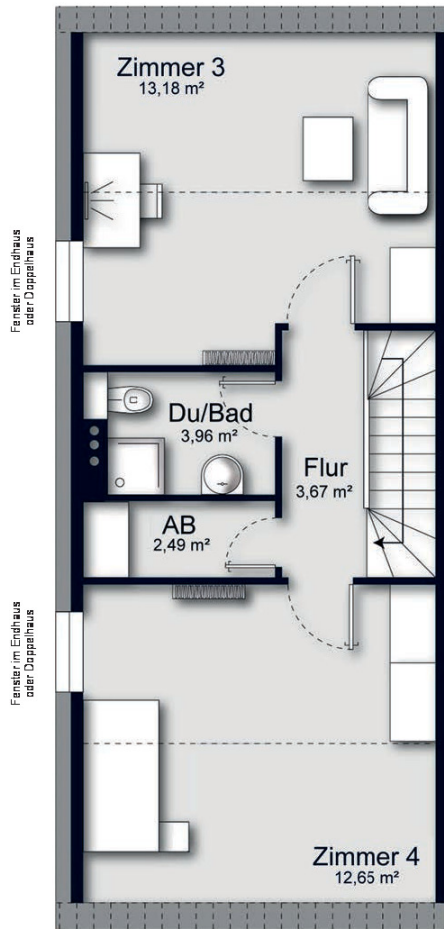 Zimmer 3
13,18 m²
Fenster im Endhaus
oder Doppelhaus
Du/Bad
3,96 m²
Flur
3,67 m²
AB
2,49 m²
Fenster im Endhaus
oder Doppelhaus
Zimmer 4
12,65 m²